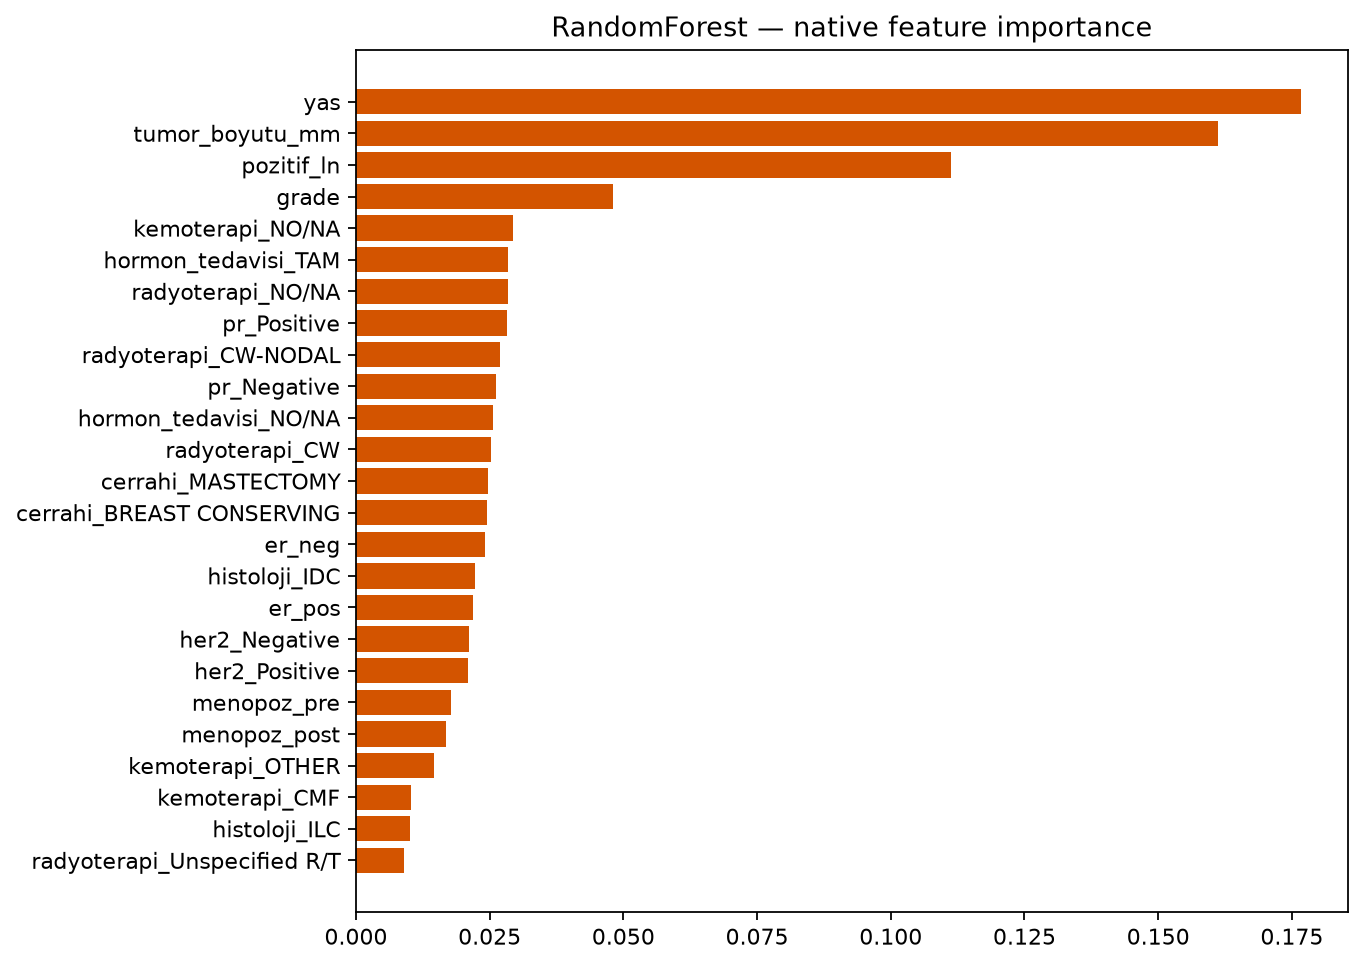 RandomForest — native feature importance
yas
tumor_boyutu_mm
pozitif_ln
grade
kemoterapi_NO/NA
hormon_tedavisi_TAM
radyoterapi_NO/NA
pr_Positive
radyoterapi_CW-NODAL
pr_Negative
hormon_tedavisi_NO/NA
radyoterapi_CW
cerrahi_MASTECTOMY
cerrahi_BREAST CONSERVING
er_neg
histoloji_IDC
er_pos
her2_Negative
her2_Positive
menopoz_pre
menopoz_post
kemoterapi_OTHER
kemoterapi_CMF
histoloji_ILC
radyoterapi_Unspecified R/T
0.000 0.025 0.050 0.075 0.100 0.125 0.150 0.175